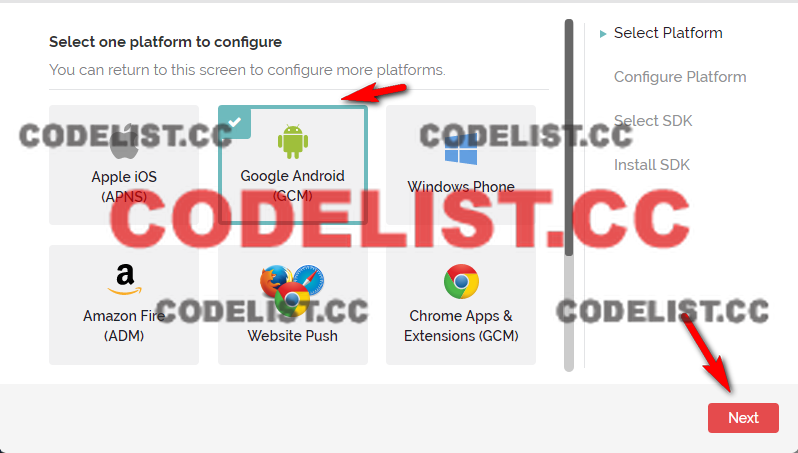 Select one platform to configure
You can return to this screen to configure more platforms.
Apple iOS
(APNS)
Google Android
(GCM)
Windows Phone
Amazon Fire
(ADM)
Website Push
Chrome Apps &
Extensions (GCM)
Select Platform
Configure Platform
Select SDK
Install SDK
Next
CODELIST.CC
CODELIST.CC
CODELIST.CC
CODELIST.CC
CODELIST.CC